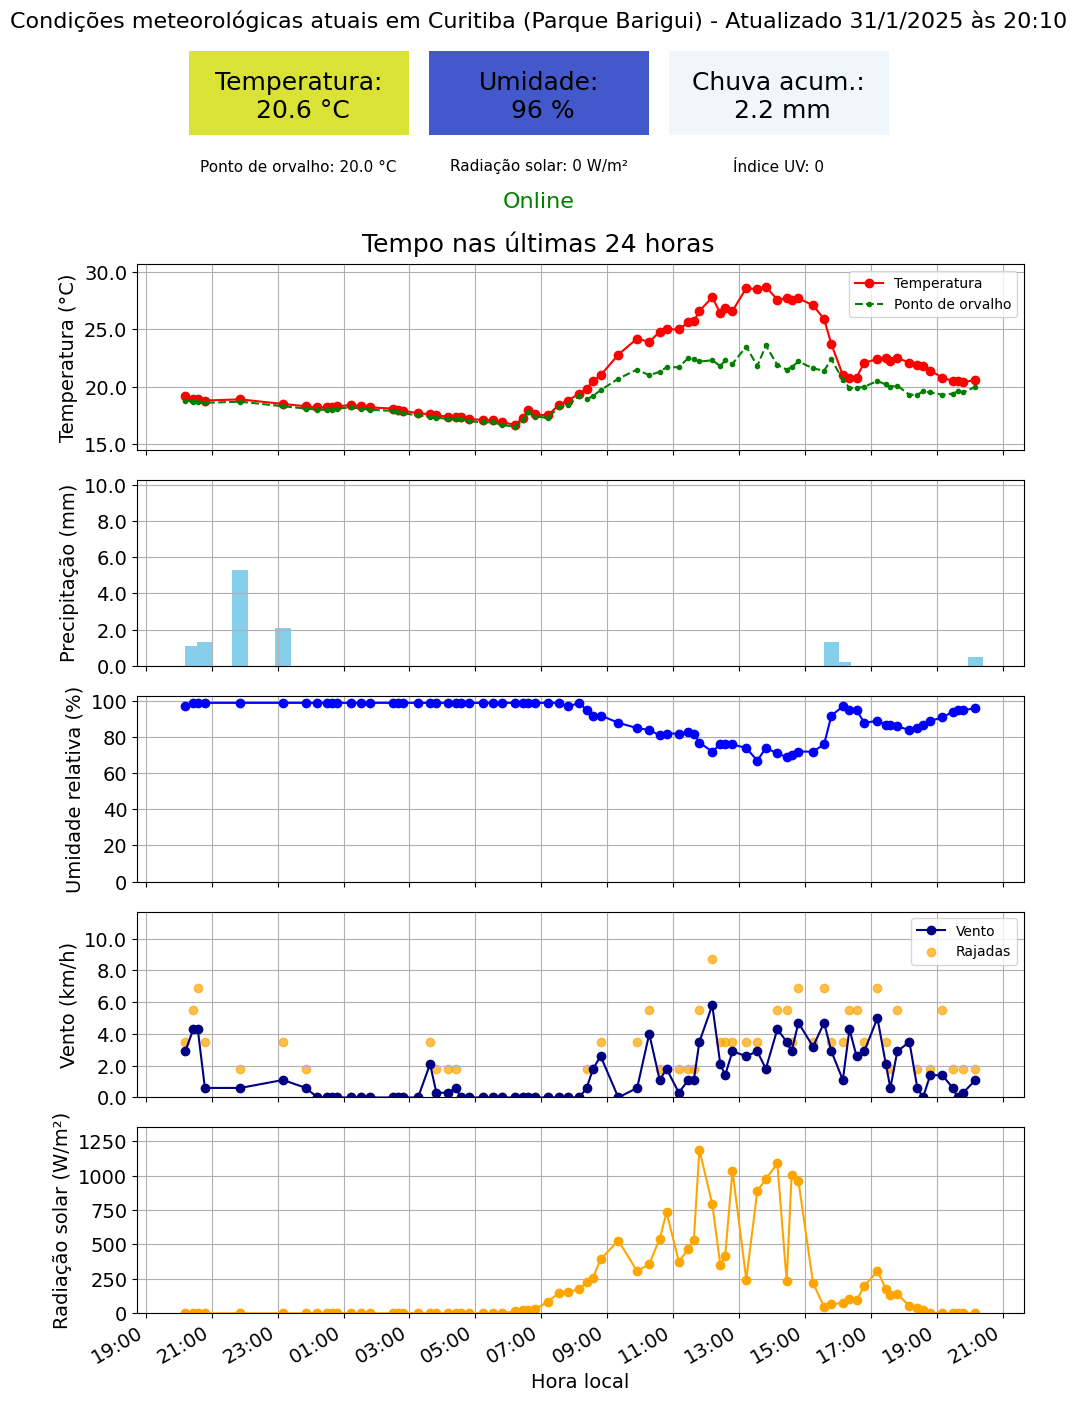 Condições meteorológicas atuais em Curitiba (Parque Barigui) - Atualizado 31/1/2025 às 20:10
Temperatura:
20.6 °C
Umidade:
96 %
Chuva acum.:
2.2 mm
Ponto de orvalho: 20.0 °C
Radiação solar: 0 W/m²
Índice UV: 0
Online
Tempo nas últimas 24 horas
Temperatura (°C)
30.0
25.0
20.0
15.0
Temperatura
Ponto de orvalho
Precipitação (mm)
10.0
8.0
6.0
4.0
2.0
0.0
Umidade relativa (%)
100
80
60
40
20
0
Vento (km/h)
10.0
8.0
6.0
4.0
2.0
0.0
Vento
Rajadas
Radiação solar (W/m²)
1250
1000
750
500
250
0
19:00
21:00
23:00
01:00
03:00
05:00
07:00
09:00
11:00
13:00
15:00
17:00
19:00
21:00
Hora local